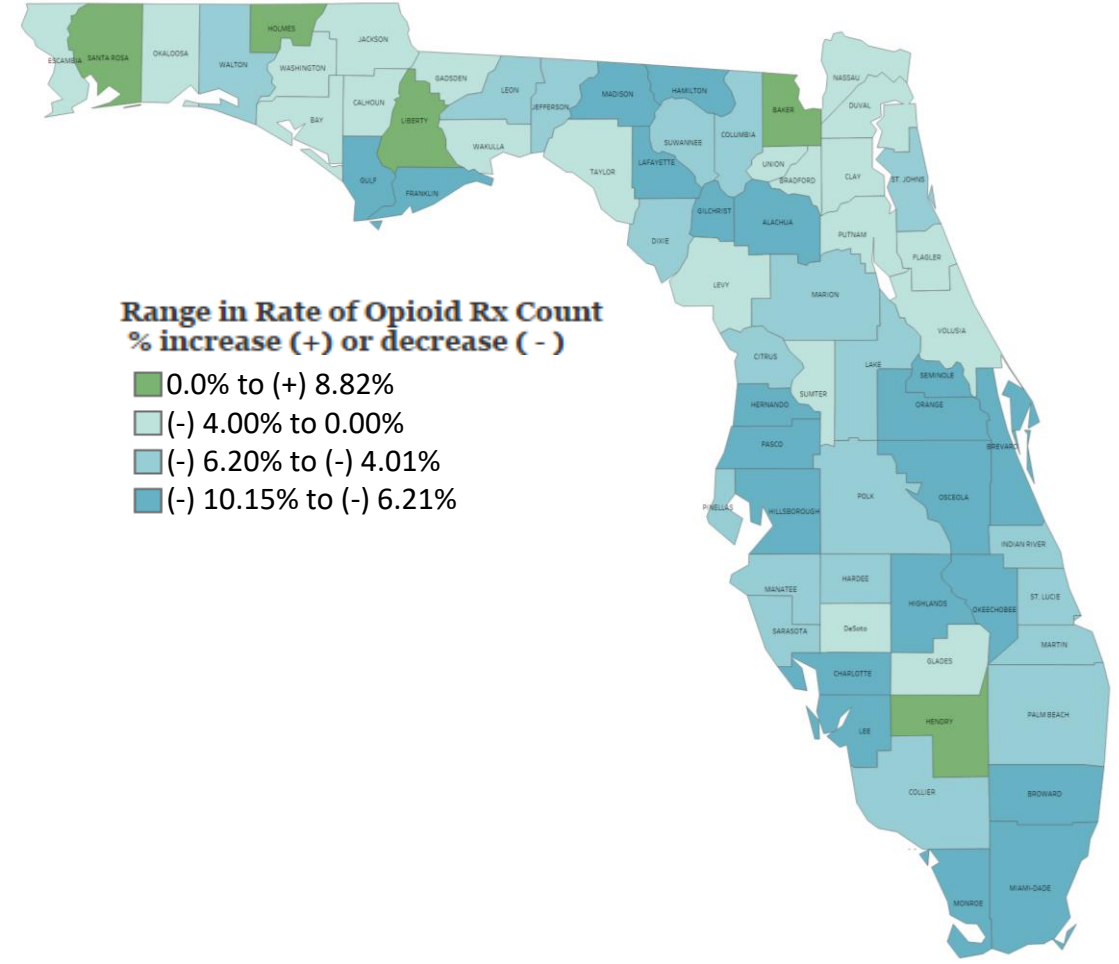 HOLMES
JACKSON
OKALOOSA
ESCAMBIA
SANTA ROSA
WALTON
WASHINGTON
GADSDEN
NASSAU
LEON
MADISON
HAMILTON
CALHOUN
JEFFERSON
DUVAL
BAKER
BAY
LIBERTY
COLUMBIA
SUWANNEE
WAKULLA
LAFAYETTE
UNION
TAYLOR
CLAY
GULF
BRADFORD
ST. JOHNS
FRANKLIN
GILCHRIST
ALACHUA
PUTNAM
DIXIE
FLAGLER
LEVY
MARION
Range in Rate of Opioid Rx Count
% increase (+) or decrease ( - )
0.0% to (+) 8.82%
(-) 4.00% to 0.00%
(-) 6.20% to (-) 4.01%
(-) 10.15% to (-) 6.21%
VOLUSIA
CITRUS
LAKE
SEMINOLE
SUMTER
HERNANDO
ORANGE
PASCO
BREVARD
POLK
OSCEOLA
PINELLAS
HILLSBOROUGH
INDIAN RIVER
HARDEE
MANATEE
ST. LUCIE
HIGHLANDS
OKEECHOBEE
DeSoto
SARASOTA
MARTIN
GLADES
CHARLOTTE
PALM BEACH
HENDRY
LEE
COLLIER
BROWARD
MIAMI-DADE
MONROE